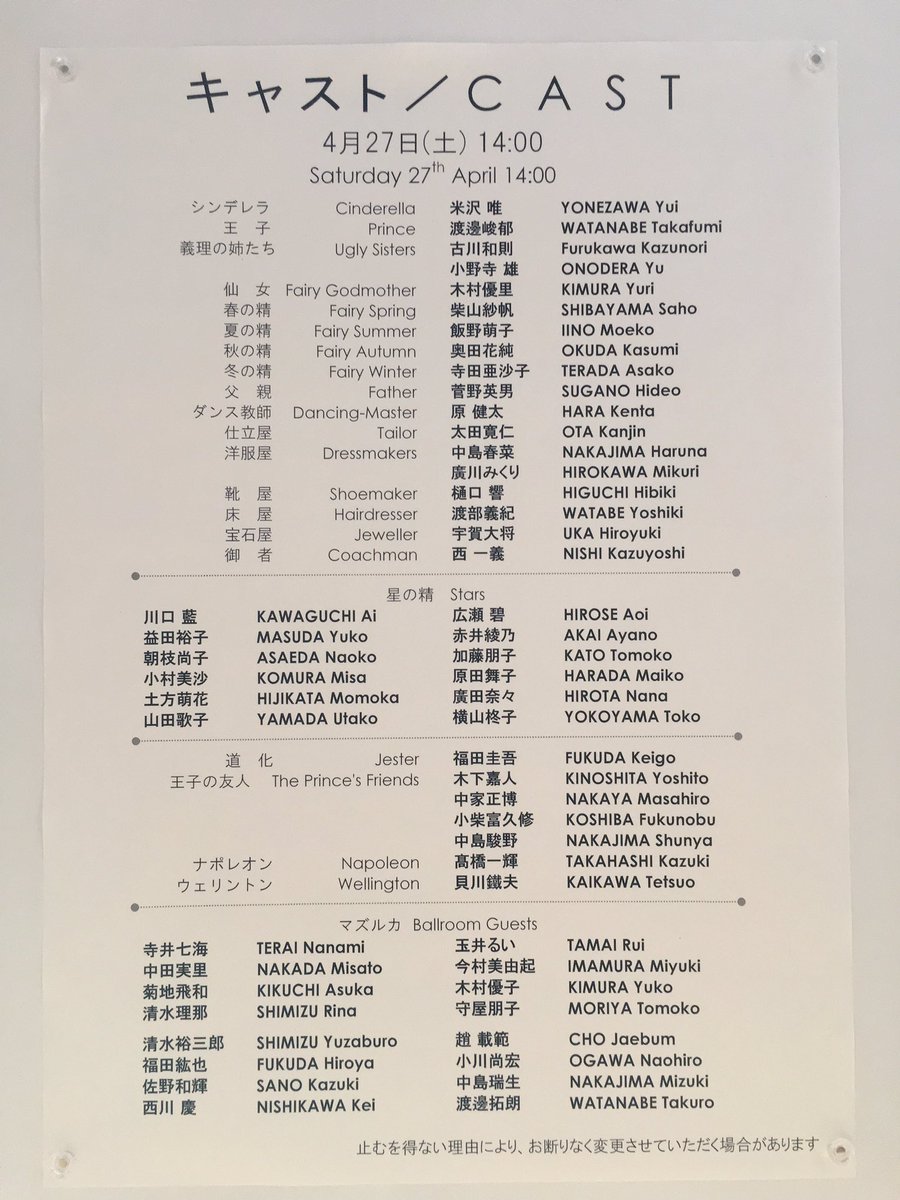 キャスト／CAST
4月27日(土) 14:00
Saturday 27th April 14:00
シンデレラ Cinderella 米沢 唯 YONEZAWA Yui
王 子 Prince 渡邊峻郁 WATANABE Takafumi
義理の姉たち Ugly Sisters 古川和則 Furukawa Kazunori
小野寺 雄 ONODERA Yu
仙 女 Fairy Godmother 木村優里 KIMURA Yuri
春の精 Fairy Spring 柴山紗帆 SHIBAYAMA Saho
夏の精 Fairy Summer 飯野萌子 IINO Moeko
秋の精 Fairy Autumn 奥田花純 OKUDA Kasumi
冬の精 Fairy Winter 寺田亜沙子 TERADA Asako
父 親 Father 菅野英男 SUGANO Hideo
ダンス教師 Dancing-Master 原 健太 HARA Kenta
仕立屋 Tailor 太田寛仁 OTA Kanjin
洋服屋 Dressmakers 中島春菜 NAKAJIMA Haruna
廣川みくり HIROKAWA Mikuri
靴 屋 Shoemaker 樋口 響 HIGUCHI Hibiki
床 屋 Hairdresser 渡部義紀 WATABE Yoshiki
宝石屋 Jeweller 宇賀大将 UKA Hiroyuki
御 者 Coachman 西 一義 NISHI Kazuyoshi
星の精 Stars
川口 藍 KAWAGUCHI Ai 広瀬 碧 HIROSE Aoi
益田裕子 MASUDA Yuko 赤井綾乃 AKAI Ayano
朝枝尚子 ASAEDA Naoko 加藤朋子 KATO Tomoko
小村美沙 KOMURA Misa 原田舞子 HARADA Maiko
土方萌花 HIJIKATA Momoka 廣田奈々 HIROTA Nana
山田歌子 YAMADA Utako 横山柊子 YOKOYAMA Toko
道 化 Jester 福田圭吾 FUKUDA Keigo
王子の友人 The Prince's Friends 木下嘉人 KINOSHITA Yoshito
中家正博 NAKAYA Masahiro
小柴富久修 KOSHIBA Fukunobu
中島駿野 NAKAJIMA Shunya
ナポレオン Napoleon 髙橋一輝 TAKAHASHI Kazuki
ウェリントン Wellington 貝川鐵夫 KAIKAWA Tetsuo
マズルカ Ballroom Guests
寺井七海 TERAI Nanami 玉井るい TAMAI Rui
中田実里 NAKADA Misato 今村美由起 IMAMURA Miyuki
菊地飛和 KIKUCHI Asuka 木村優子 KIMURA Yuko
清水理那 SHIMIZU Rina 守屋朋子 MORIYA Tomoko
清水裕三郎 SHIMIZU Yuzaburo 趙 載範 CHO Jaebum
福田紘也 FUKUDA Hiroya 小川尚宏 OGAWA Naohiro
佐野和輝 SANO Kazuki 中島瑞生 NAKAJIMA Mizuki
西川 慶 NISHIKAWA Kei 渡邊拓朗 WATANABE Takuro
止むを得ない理由により、お断りなく変更させていただく場合があります